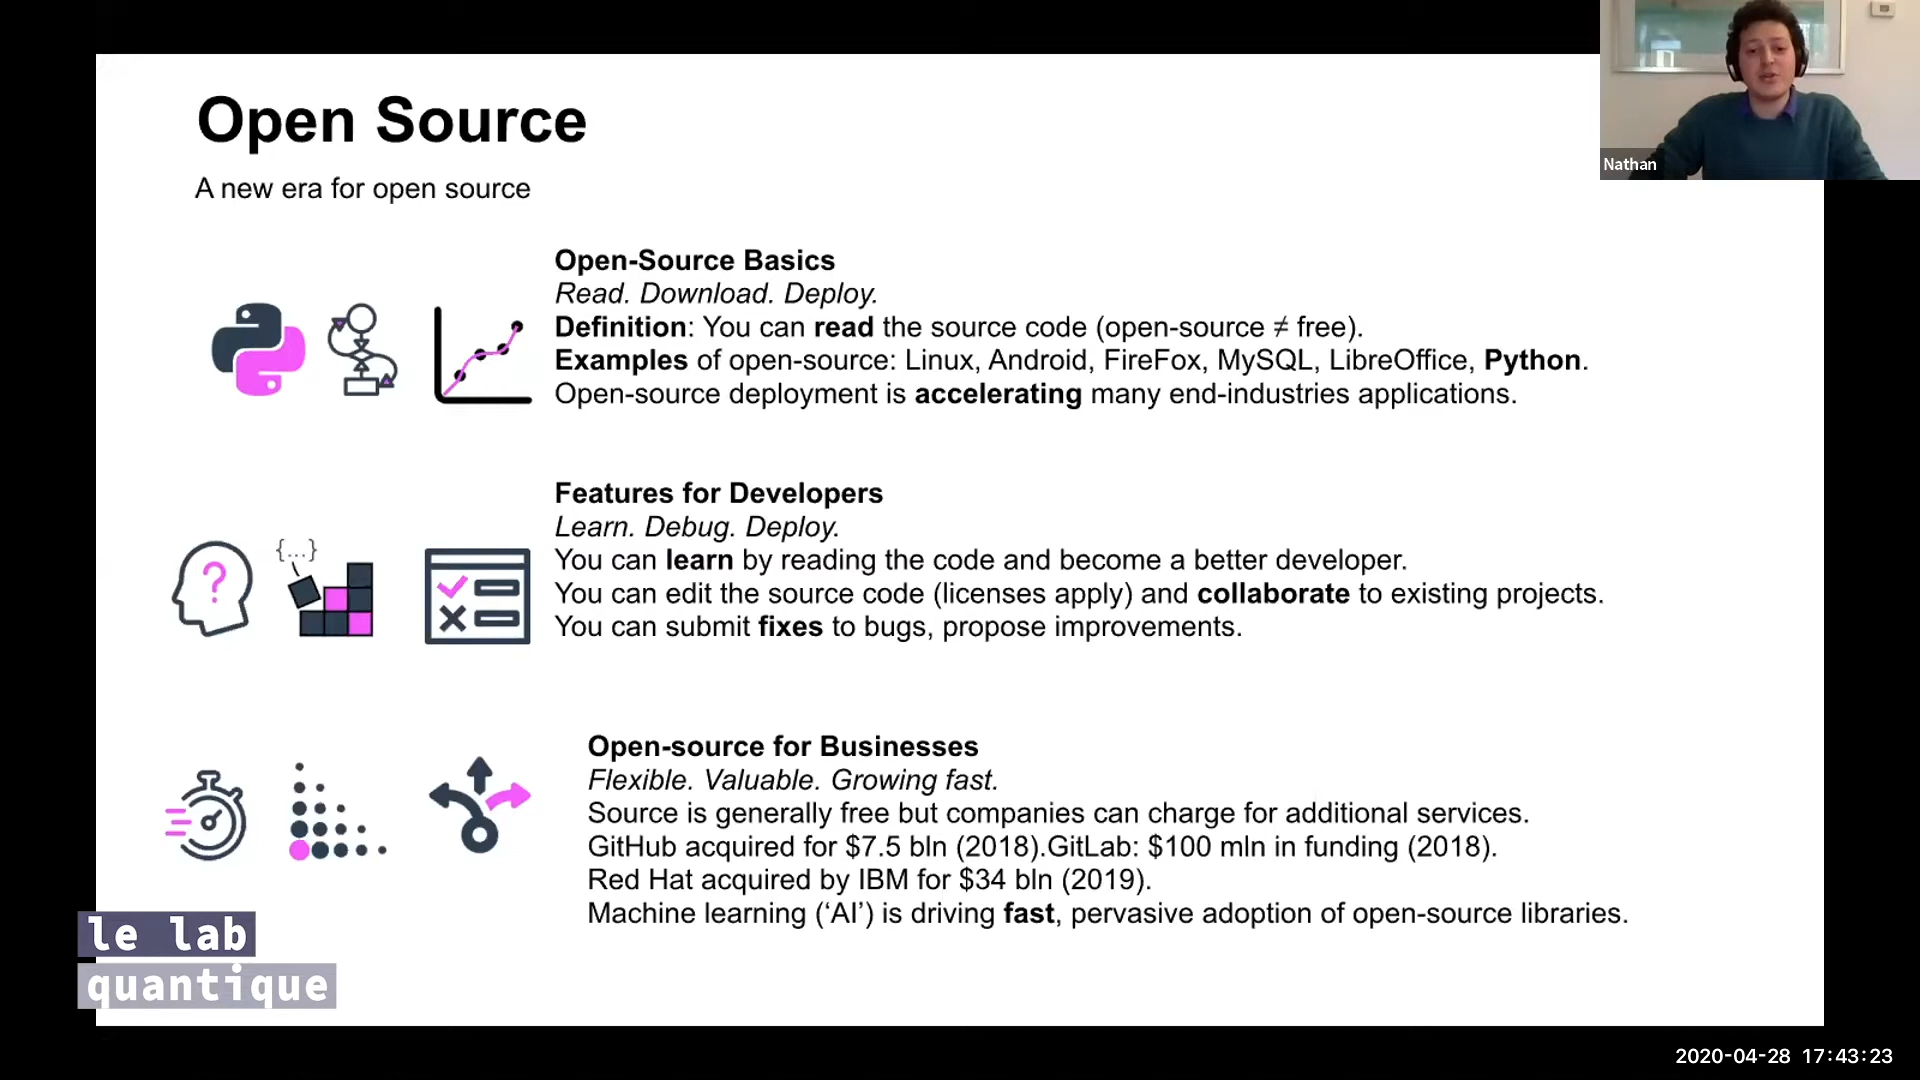 Open Source
A new era for open source
Nathan
Open-Source Basics
Read. Download. Deploy.
Definition: You can read the source code (open-source ≠ free).
Examples of open-source: Linux, Android, FireFox, MySQL, LibreOffice, Python.
Open-source deployment is accelerating many end-industries applications.
Features for Developers
Learn. Debug. Deploy.
You can learn by reading the code and become a better developer.
You can edit the source code (licenses apply) and collaborate to existing projects.
You can submit fixes to bugs, propose improvements.
{...}
?
Open-source for Businesses
Flexible. Valuable. Growing fast.
Source is generally free but companies can charge for additional services.
GitHub acquired for $7.5 bln (2018).GitLab: $100 mln in funding (2018).
Red Hat acquired by IBM for $34 bln (2019).
Machine learning (‘AI’) is driving fast, pervasive adoption of open-source libraries.
le lab
quantique
2020-04-28 17:43:23